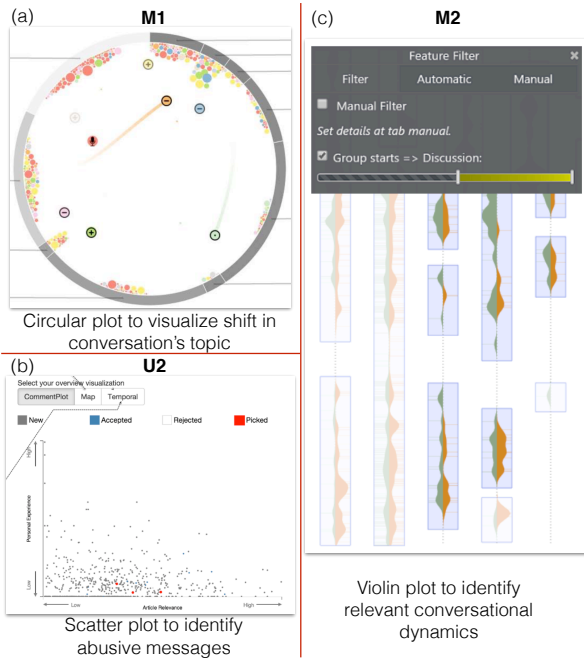 (a)
M1
Circular plot to visualize shift in
conversation's topic
(b)
U2
Select your overview visualization
CommentPlot
Map
Temporal
New
Accepted
Rejected
Picked
High
Personal Experience
Low
Low
Article Relevance
High
Scatter plot to identify
abusive messages
(c)
M2
Feature Filter
Filter
Automatic
Manual
Manual Filter
Set details at tab manual.
Group starts => Discussion:
Violin plot to identify
relevant conversational
dynamics